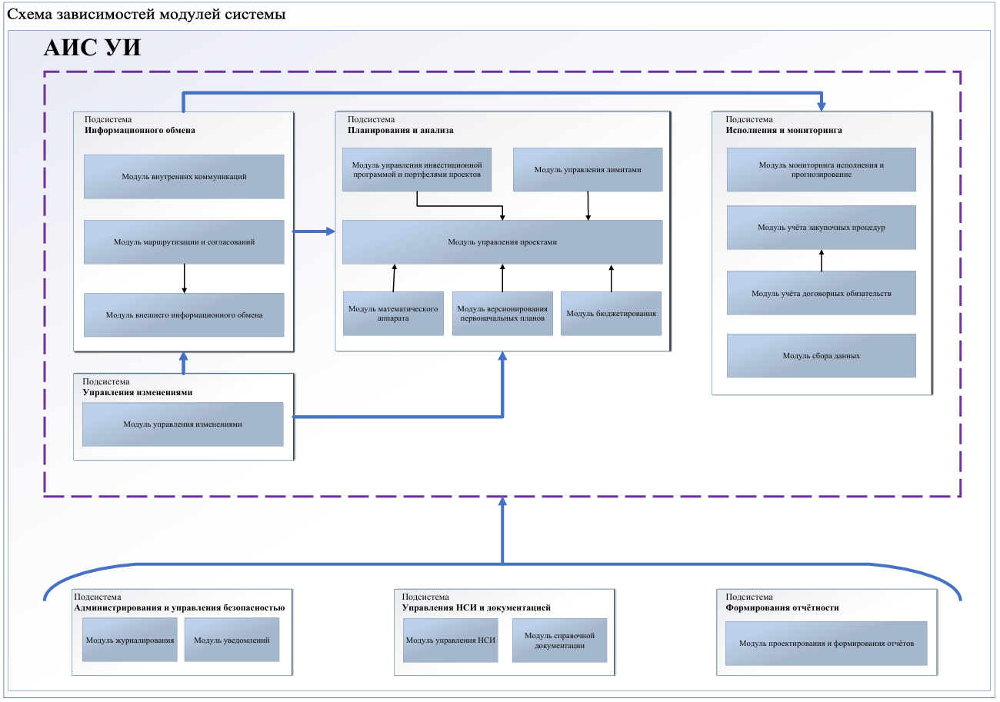 Схема зависимостей модулей системы
АИС УИ
Подсистема
Информационного обмена
Модуль внутренних коммуникаций
Модуль маршрутизации и согласований
Модуль внешнего информационного обмена
Подсистема
Планирования и анализа
Модуль управления инвестиционной
программой и портфелями проектов
Модуль управления лимитами
Модуль управления проектами
Модуль математического
аппарата
Модуль версионирования
первоначальных планов
Модуль бюджетирования
Подсистема
Исполнения и мониторинга
Модуль мониторинга исполнения и
прогнозирование
Модуль учёта закупочных процедур
Модуль учёта договорных обязательств
Модуль сбора данных
Подсистема
Управления изменениями
Модуль управления изменениями
Подсистема
Администрирования и управления безопасностью
Модуль журналирования
Модуль уведомлений
Подсистема
Управления НСИ и документацией
Модуль управления НСИ
Модуль справочной
документации
Подсистема
Формирования отчётности
Модуль проектирования и формирования отчётов